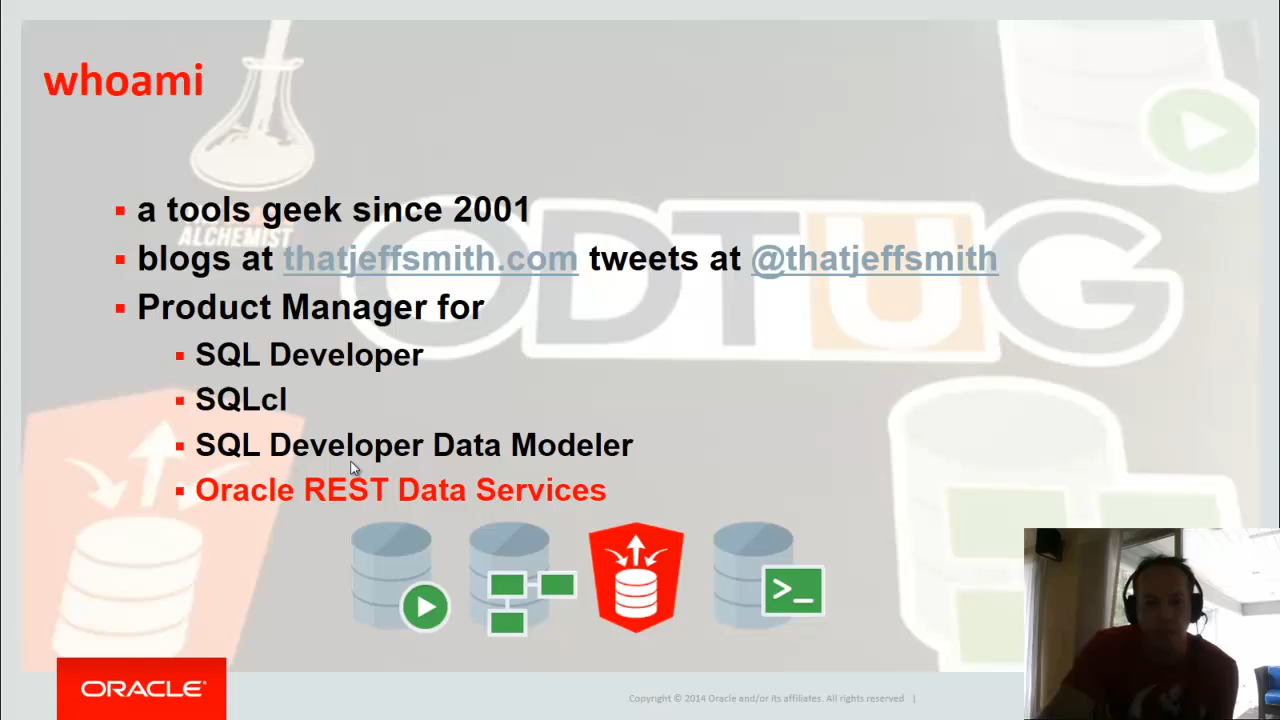 whoami
a tools geek since 2001
ALCHEMIST
blogs at thatjeffsmith.com tweets at @thatjeffsmith
ODTUG
Product Manager for
SQL Developer
SQLcl
SQL Developer Data Modeler
Oracle REST Data Services
>_
ORACLE®
Copyright © 2014 Oracle and/or its affiliates. All rights reserved |